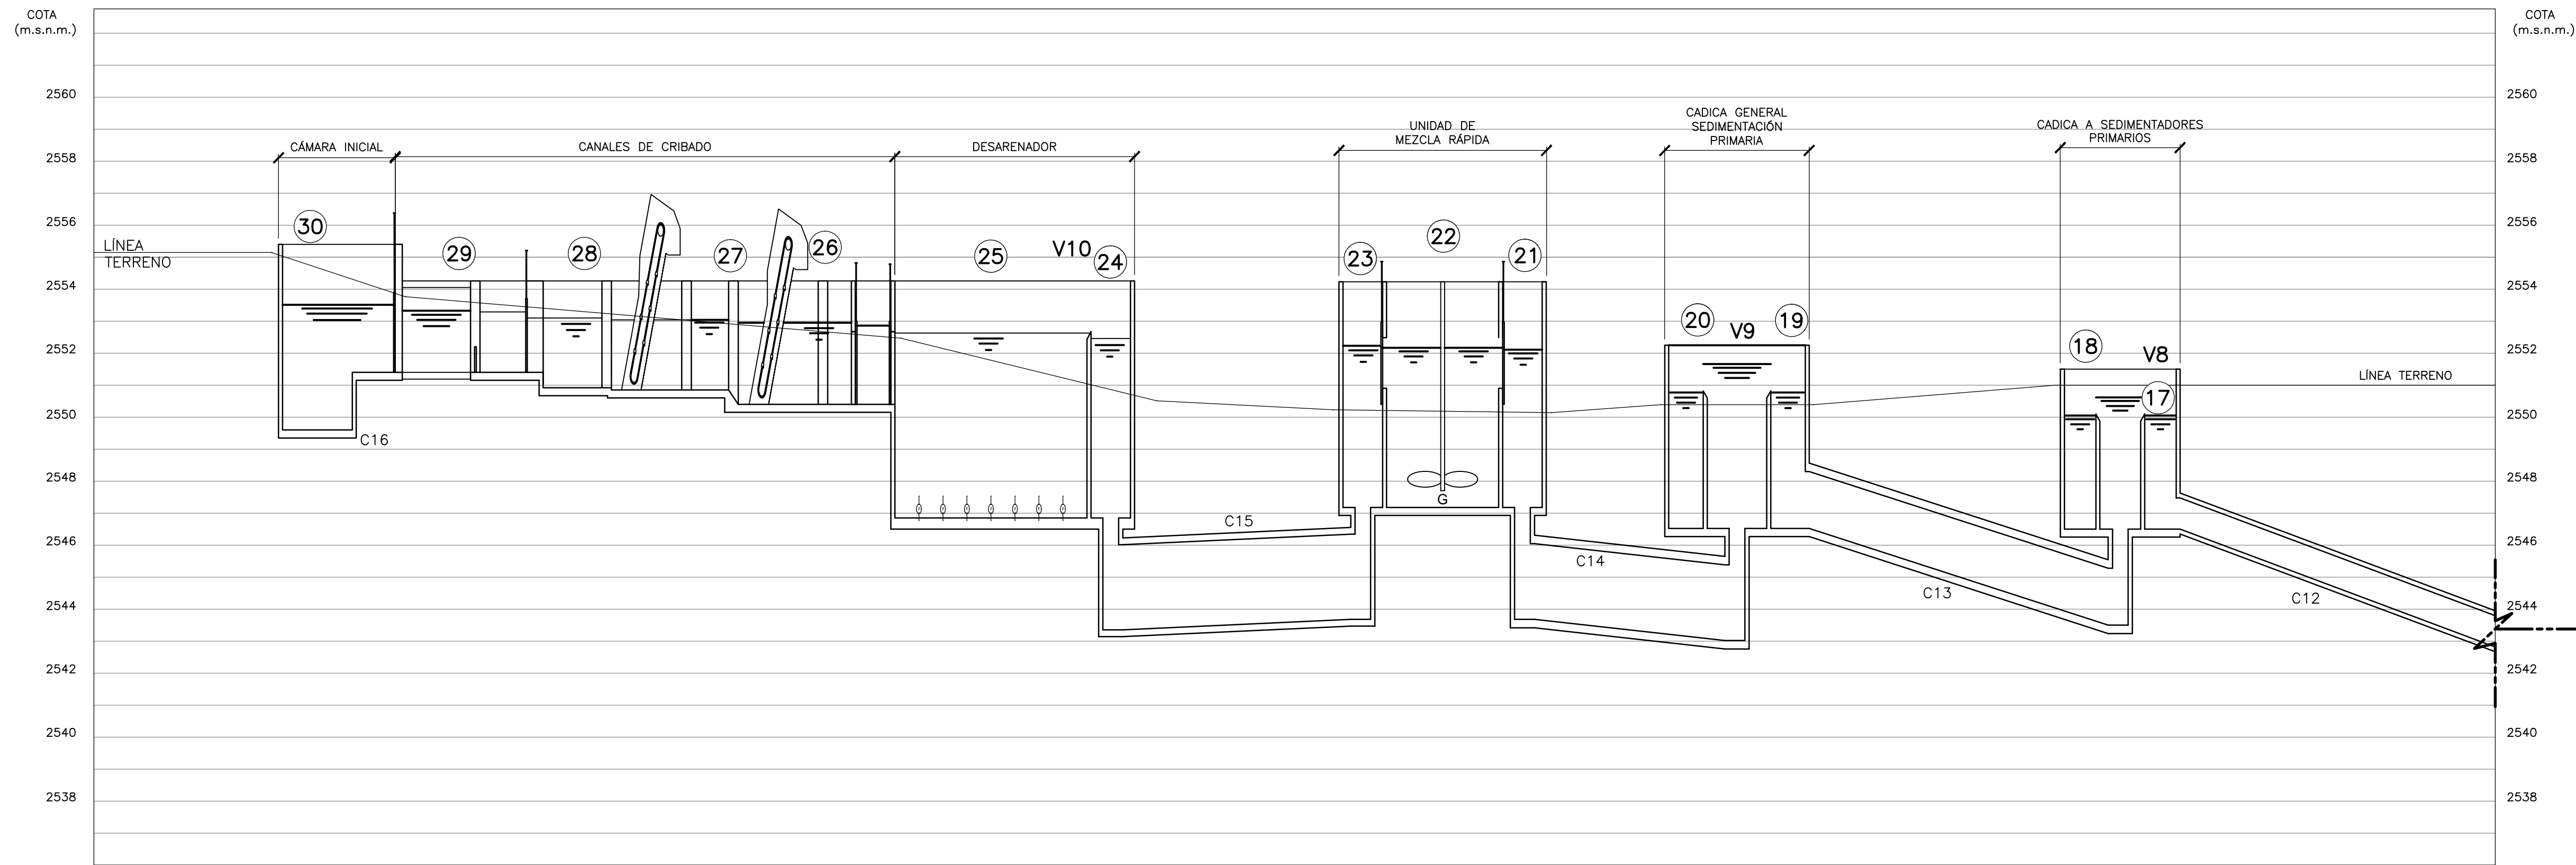 COTA
(m.s.n.m.)
COTA
(m.s.n.m.)
2560
2560
CÁMARA INICIAL
CANALES DE CRIBADO
DESARENADOR
UNIDAD DE
MEZCLA RÁPIDA
CADICA GENERAL
SEDIMENTACIÓN
PRIMARIA
CADICA A SEDIMENTADORES
PRIMARIOS
2558
2558
2556
2556
LÍNEA
TERRENO
30
29
28
27
26
25
V10
24
23
22
21
20
V9
19
18
V8
17
LÍNEA TERRENO
2554
2554
2552
2552
2550
2550
C16
2548
2548
G
C15
2546
2546
C14
C13
C12
2544
2544
2542
2542
2540
2540
2538
2538